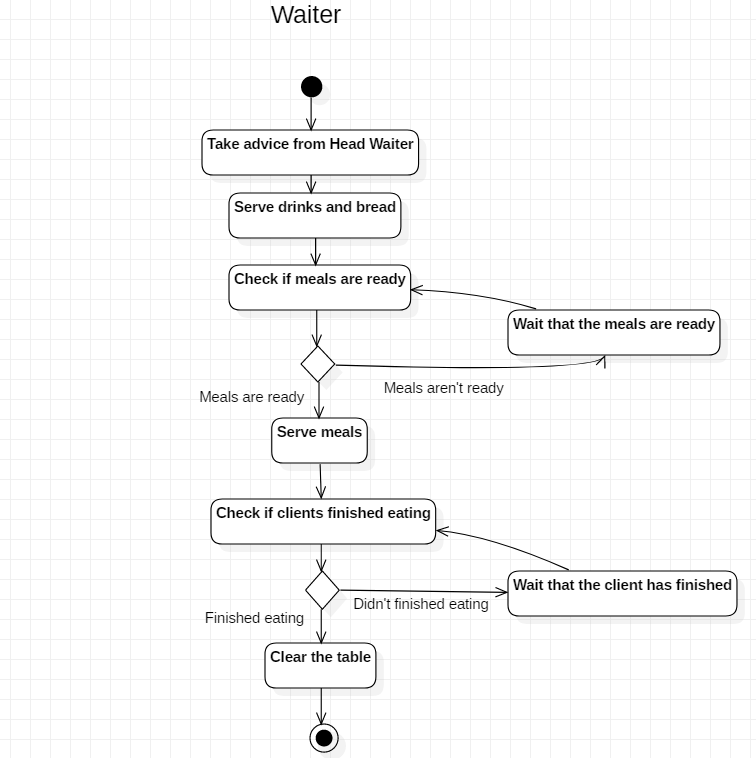 Waiter
Take advice from Head Waiter
Serve drinks and bread
Check if meals are ready
Wait that the meals are ready
Meals aren't ready
Meals are ready
Serve meals
Check if clients finished eating
Wait that the client has finished
Didn't finished eating
Finished eating
Clear the table